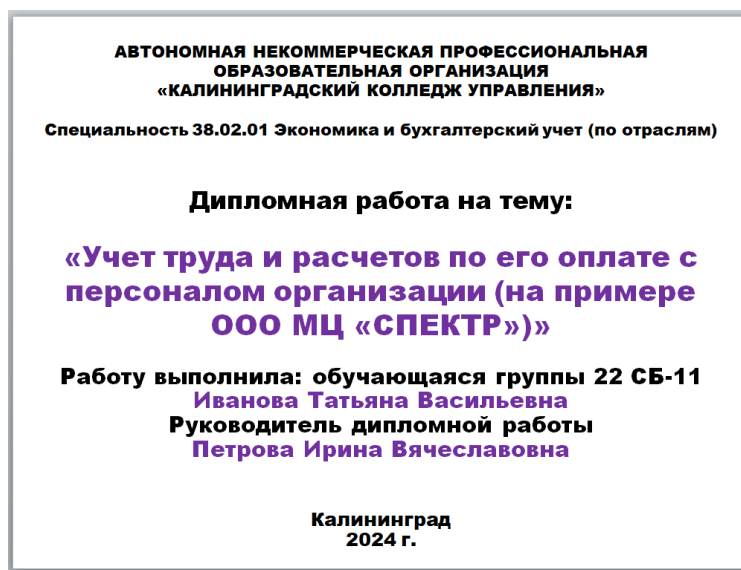 АВТОНОМНАЯ НЕКОММЕРЧЕСКАЯ ПРОФЕССИОНАЛЬНАЯ
ОБРАЗОВАТЕЛЬНАЯ ОРГАНИЗАЦИЯ
«КАЛИНИНГРАДСКИЙ КОЛЛЕДЖ УПРАВЛЕНИЯ»
Специальность 38.02.01 Экономика и бухгалтерский учет (по отраслям)
Дипломная работа на тему:
«Учет труда и расчетов по его оплате с
персоналом организации (на примере
ООО МЦ «СПЕКТР»)»
Работу выполнила: обучающаяся группы 22 СБ-11
Иванова Татьяна Васильевна
Руководитель дипломной работы
Петрова Ирина Вячеславовна
Калининград
2024 г.